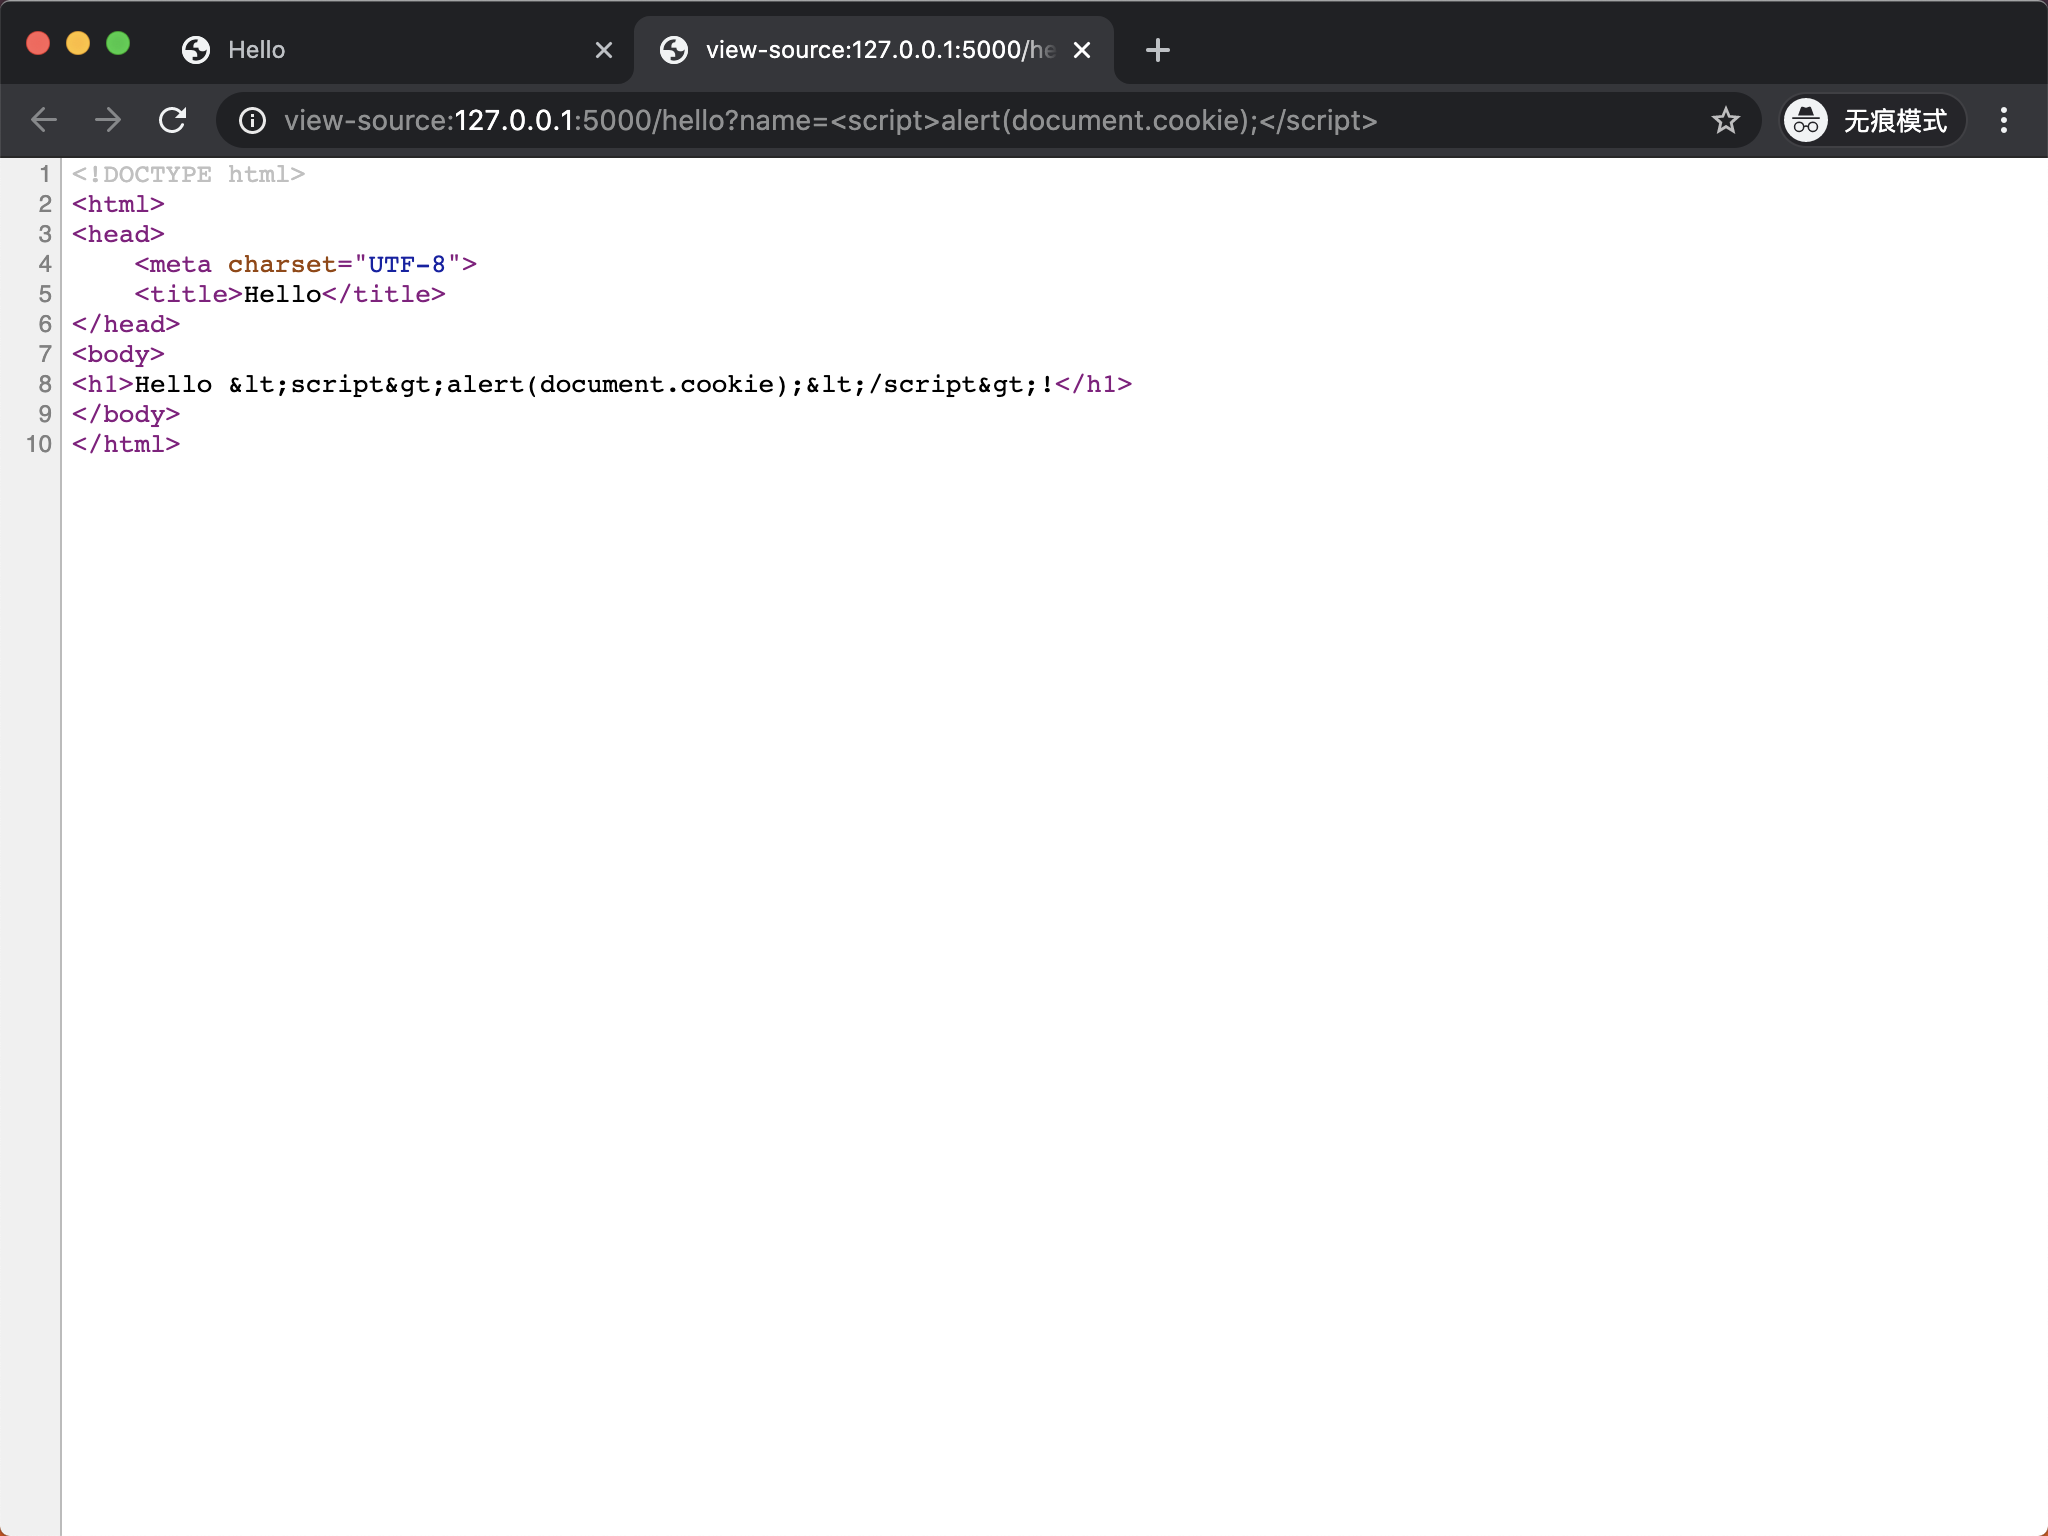 Hello
view-source:127.0.0.1:5000/he
view-source:127.0.0.1:5000/hello?name=<script>alert(document.cookie);</script>
无痕模式
1 <!DOCTYPE html>
2 <html>
3 <head>
4     <meta charset="UTF-8">
5     <title>Hello</title>
6 </head>
7 <body>
8 <h1>Hello &lt;script&gt;alert(document.cookie);&lt;/script&gt;!</h1>
9 </body>
10 </html>